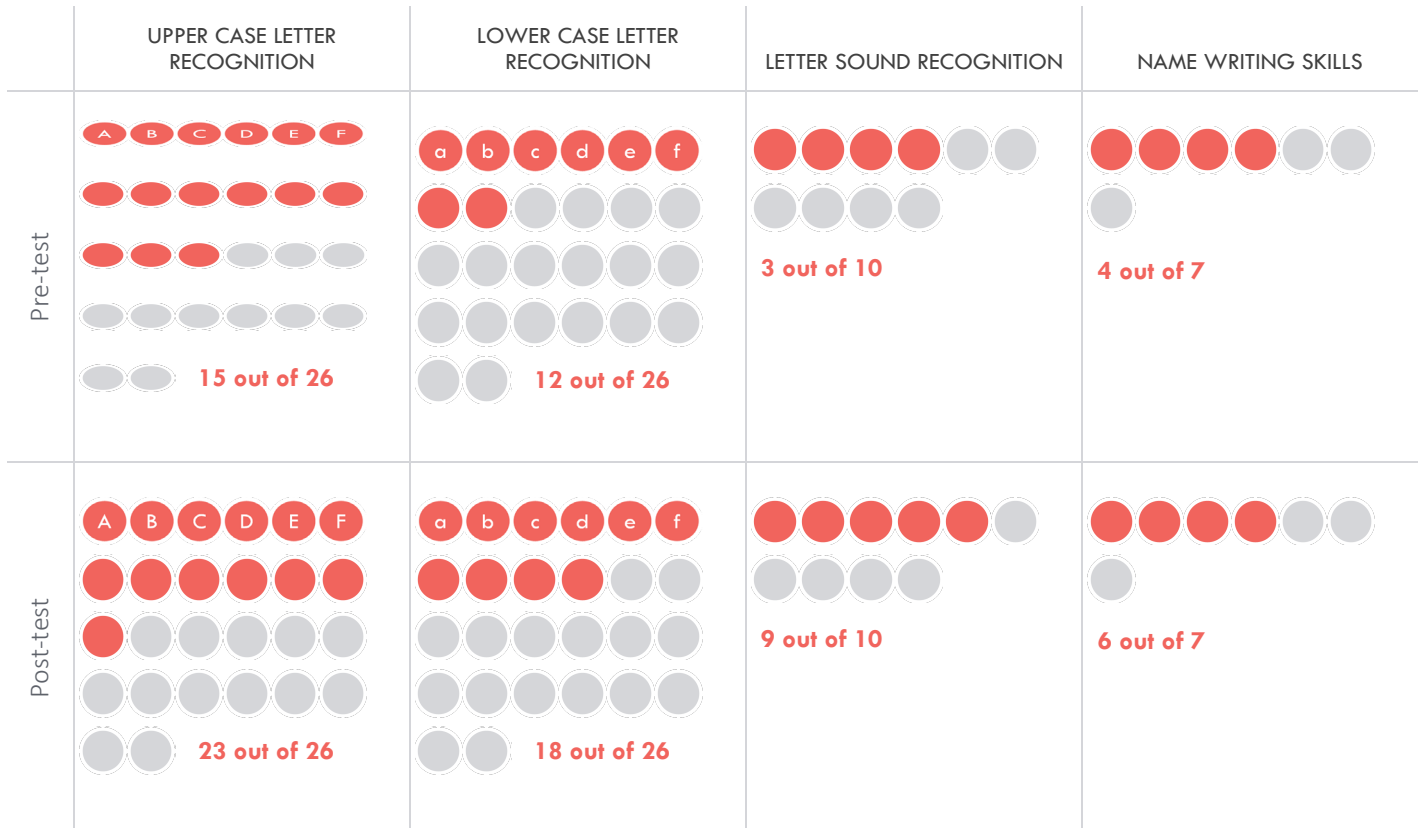 UPPER CASE LETTER
RECOGNITION
LOWER CASE LETTER
RECOGNITION
LETTER SOUND RECOGNITION
NAME WRITING SKILLS
Pre-test
A B C D E F
15 out of 26
a b c d e f
12 out of 26
3 out of 10
4 out of 7
Post-test
A B C D E F
23 out of 26
a b c d e f
18 out of 26
9 out of 10
6 out of 7